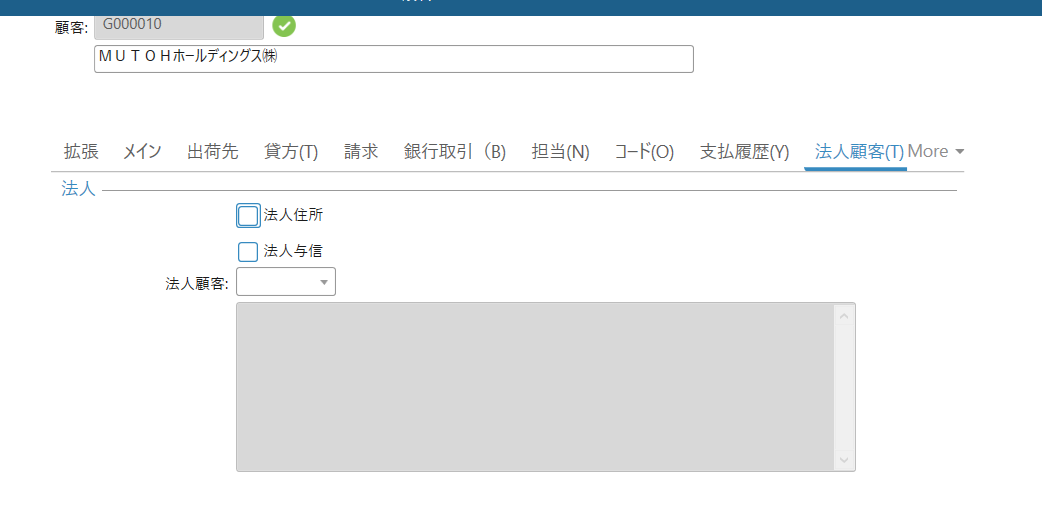 顧客: G000010
ＭＵＴＯＨホールディングス㈱
拡張 メイン 出荷先 貸方(T) 請求 銀行取引（B) 担当(N) コード(O) 支払履歴(Y) 法人顧客(T) More
法人
法人住所
法人与信
法人顧客: